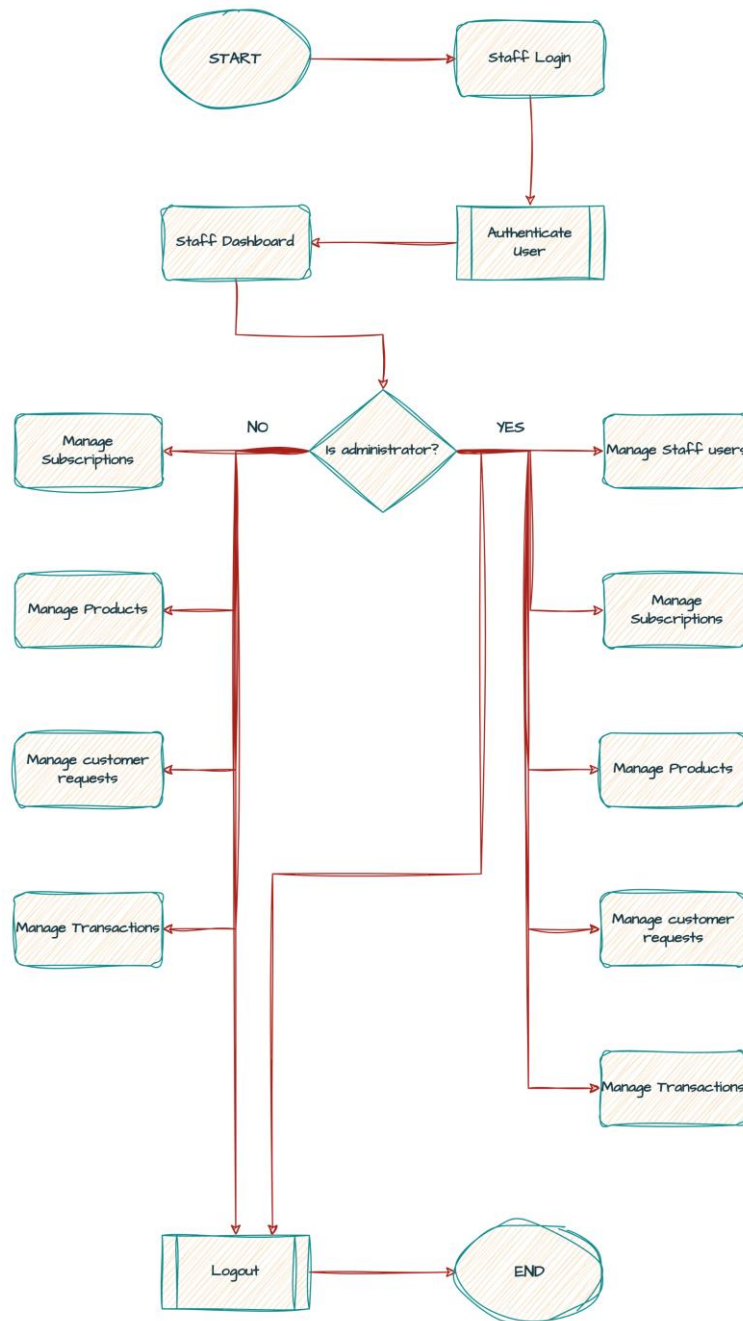 START
Staff Login
Staff Dashboard
Authenticate
User
NO
YES
Manage
Subscriptions
Is administrator?
Manage Staff users
Manage Products
Manage
Subscriptions
Manage customer
requests
Manage Products
Manage Transactions
Manage customer
requests
Manage Transactions
Logout
END